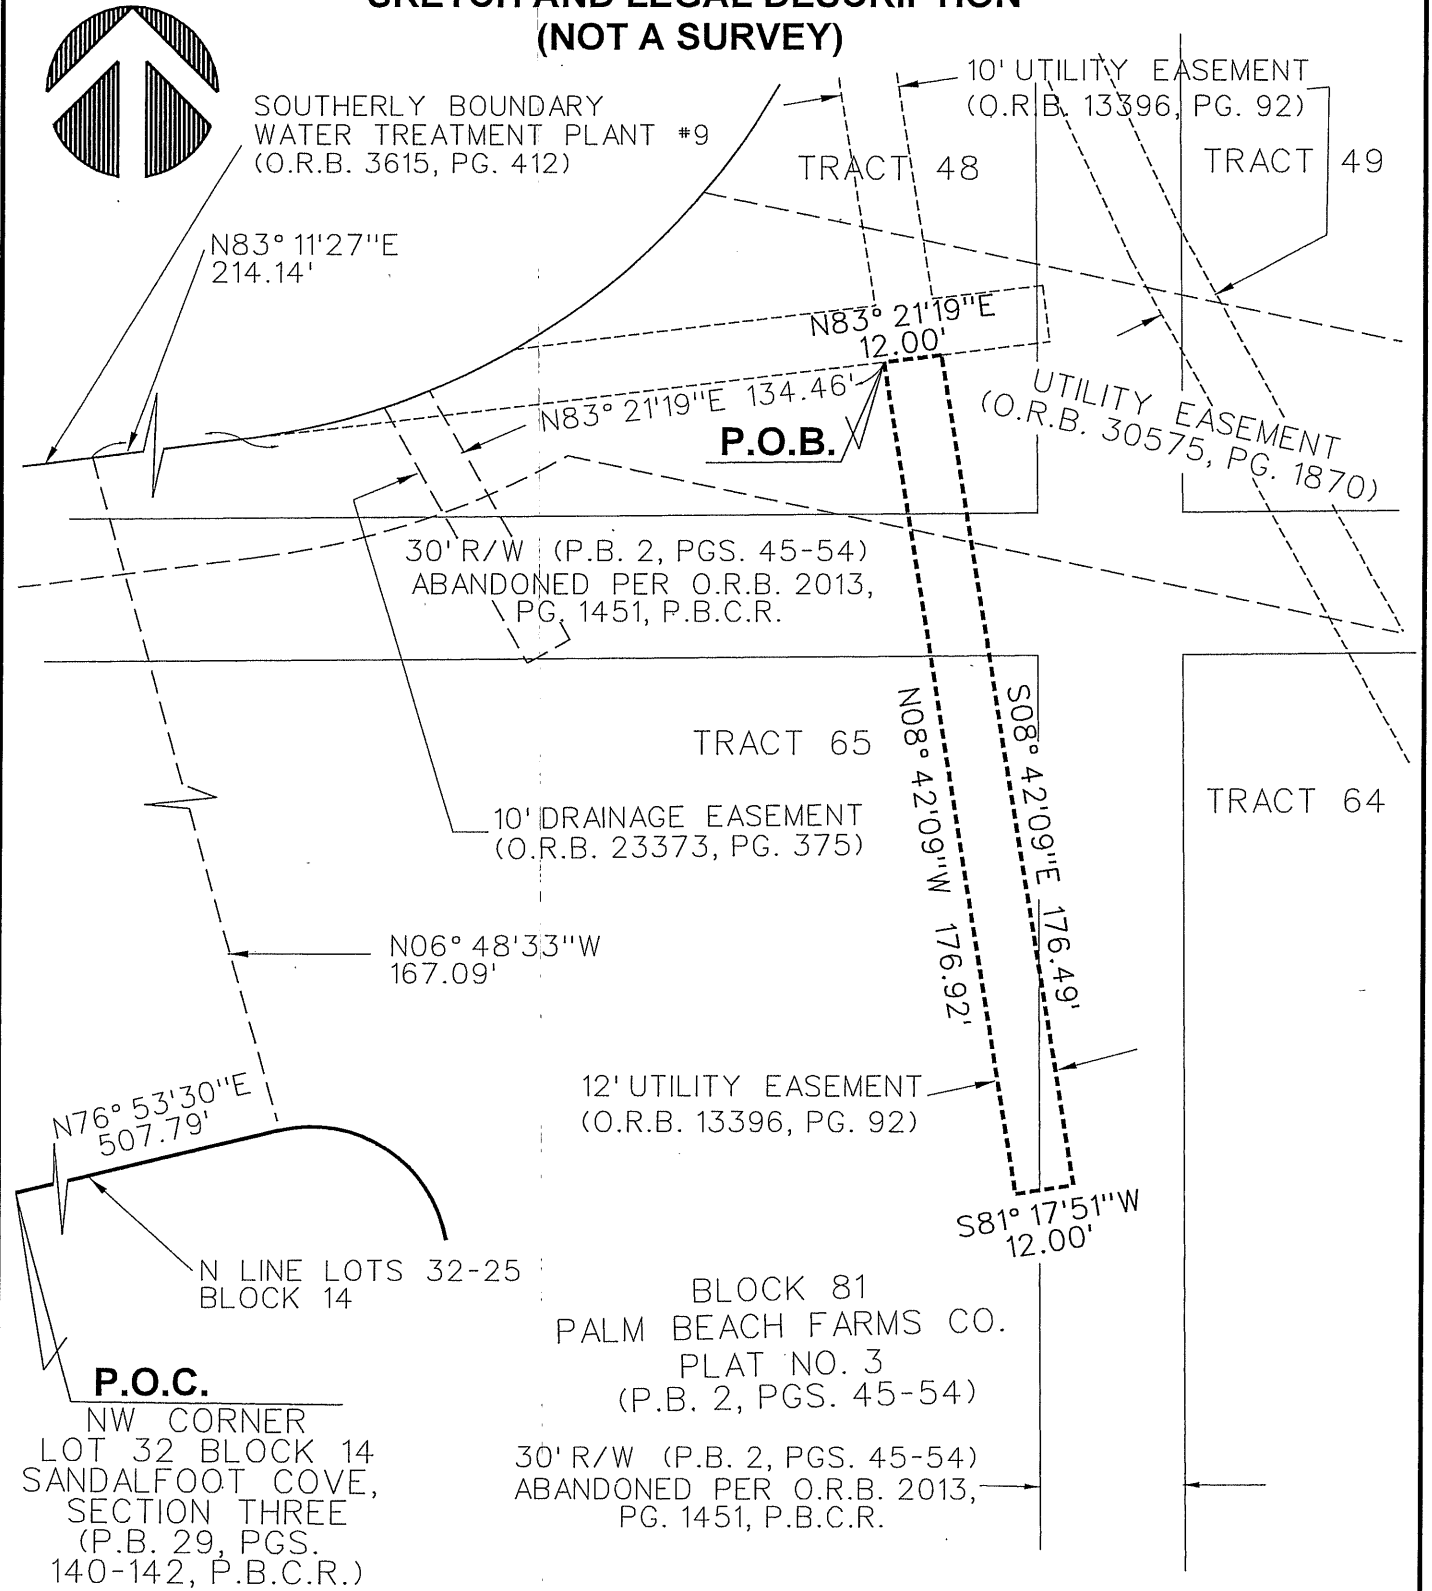 SKETCH AND LEGAL DESCRIPTION
(NOT A SURVEY)
10' UTILITY EASEMENT
(O.R.B. 13396, PG. 92)
SOUTHERLY BOUNDARY
WATER TREATMENT PLANT #9
(O.R.B. 3615, PG. 412)
TRACT 48
TRACT 49
N83°11'27"E
214.14'
N83°21'19"E
12.00'
N83°21'19"E 134.46'
P.O.B.
UTILITY EASEMENT
(O.R.B. 30575, PG. 1870)
30' R/W (P.B. 2, PGS. 45-54)
ABANDONED PER O.R.B. 2013,
PG. 1451, P.B.C.R.
N08°42'09"W 176.92'
S08°42'09"E 176.49'
TRACT 65
TRACT 64
10' DRAINAGE EASEMENT
(O.R.B. 23373, PG. 375)
N06°48'33"W
167.09'
12' UTILITY EASEMENT
(O.R.B. 13396, PG. 92)
N76°53'30"E
507.79'
S81°17'51"W
12.00'
N LINE LOTS 32-25
BLOCK 14
BLOCK 81
PALM BEACH FARMS CO.
PLAT NO. 3
(P.B. 2, PGS. 45-54)
P.O.C.
NW CORNER
LOT 32 BLOCK 14
SANDALFOOT COVE,
SECTION THREE
(P.B. 29, PGS.
140-142, P.B.C.R.)
30' R/W (P.B. 2, PGS. 45-54)
ABANDONED PER O.R.B. 2013,
PG. 1451, P.B.C.R.